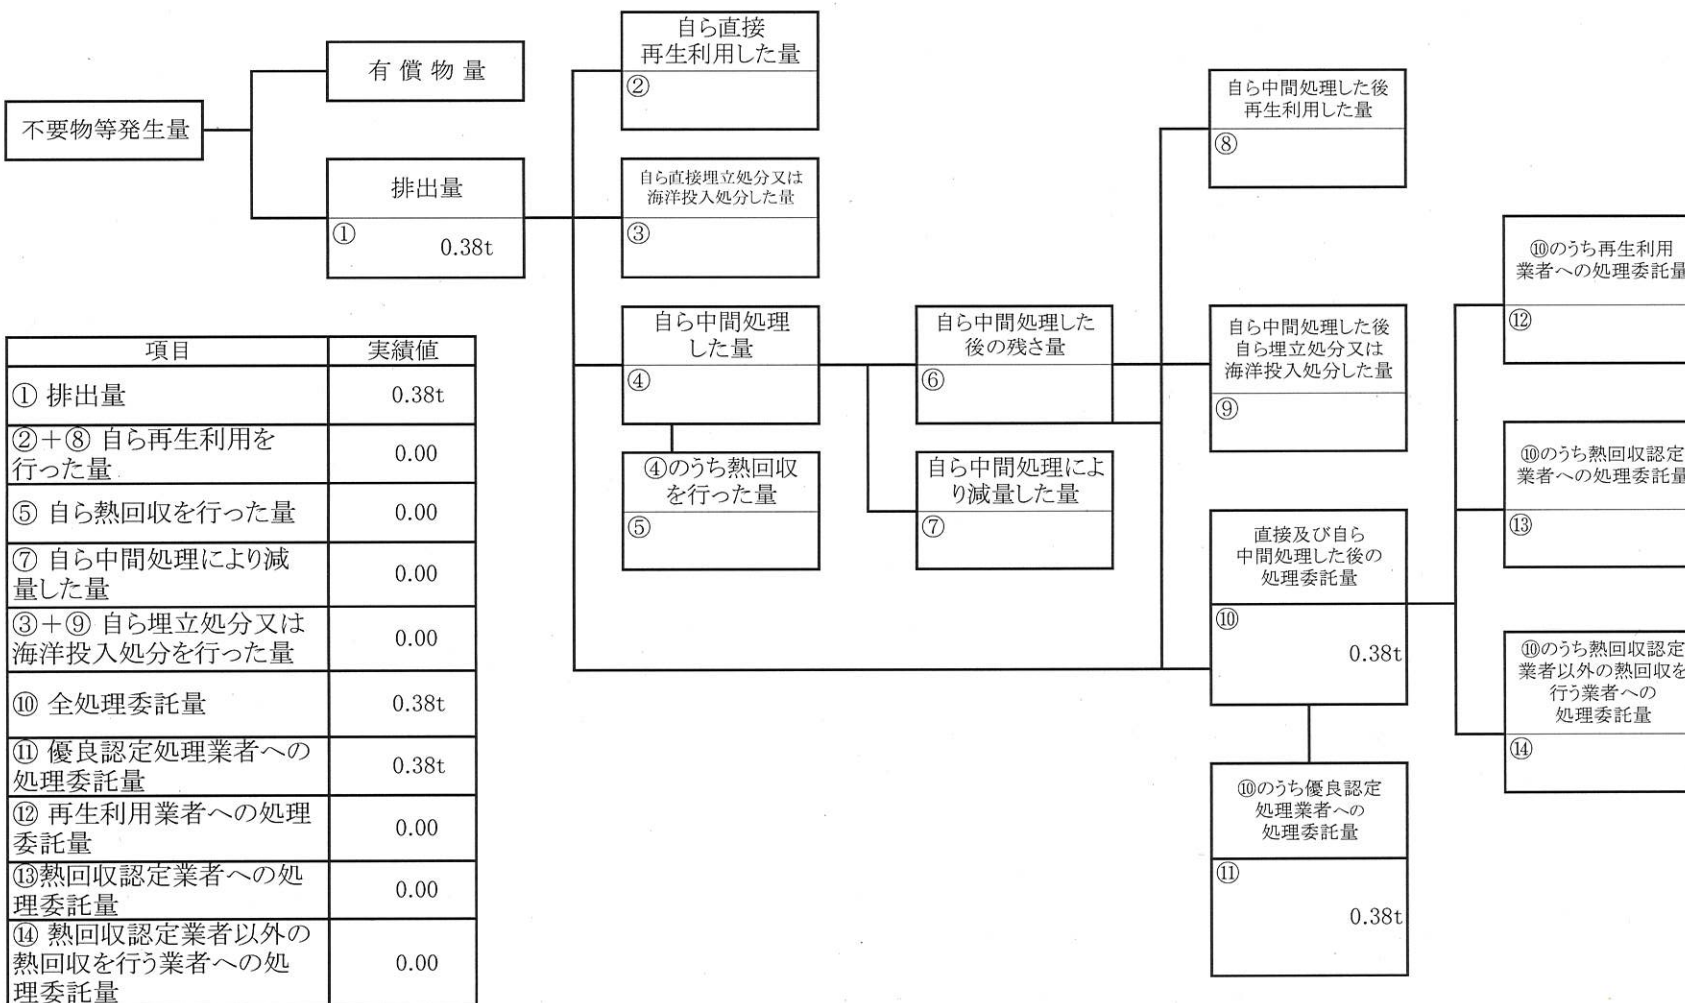 不要物等発生量
有償物量
排出量
①
0.38t
自ら直接
再生利用した量
②
自ら直接埋立処分又は
海洋投入処分した量
③
自ら中間処理
した量
④
④のうち熱回収
を行った量
⑤
自ら中間処理した
後の残さ量
⑥
自ら中間処理によ
り減量した量
⑦
自ら中間処理した後
再生利用した量
⑧
自ら中間処理した後
自ら埋立処分又は
海洋投入処分した量
⑨
直接及び自ら
中間処理した後の
処理委託量
⑩
0.38t
⑩のうち優良認定
処理業者への
処理委託量
⑪
0.38t
⑩のうち再生利用
業者への処理委託量
⑫
⑩のうち熱回収認定
業者への処理委託量
⑬
⑩のうち熱回収認定
業者以外の熱回収を
行う業者への
処理委託量
⑭
項目 実績値
① 排出量 0.38t
②+⑧ 自ら再生利用を
行った量 0.00
⑤ 自ら熱回収を行った量 0.00
⑦ 自ら中間処理により減
量した量 0.00
③+⑨ 自ら埋立処分又は
海洋投入処分を行った量 0.00
⑩ 全処理委託量 0.38t
⑪ 優良認定処理業者への
処理委託量 0.38t
⑫ 再生利用業者への処理
委託量 0.00
⑬熱回収認定業者への処
理委託量 0.00
⑭ 熱回収認定業者以外の
熱回収を行う業者への処
理委託量 0.00